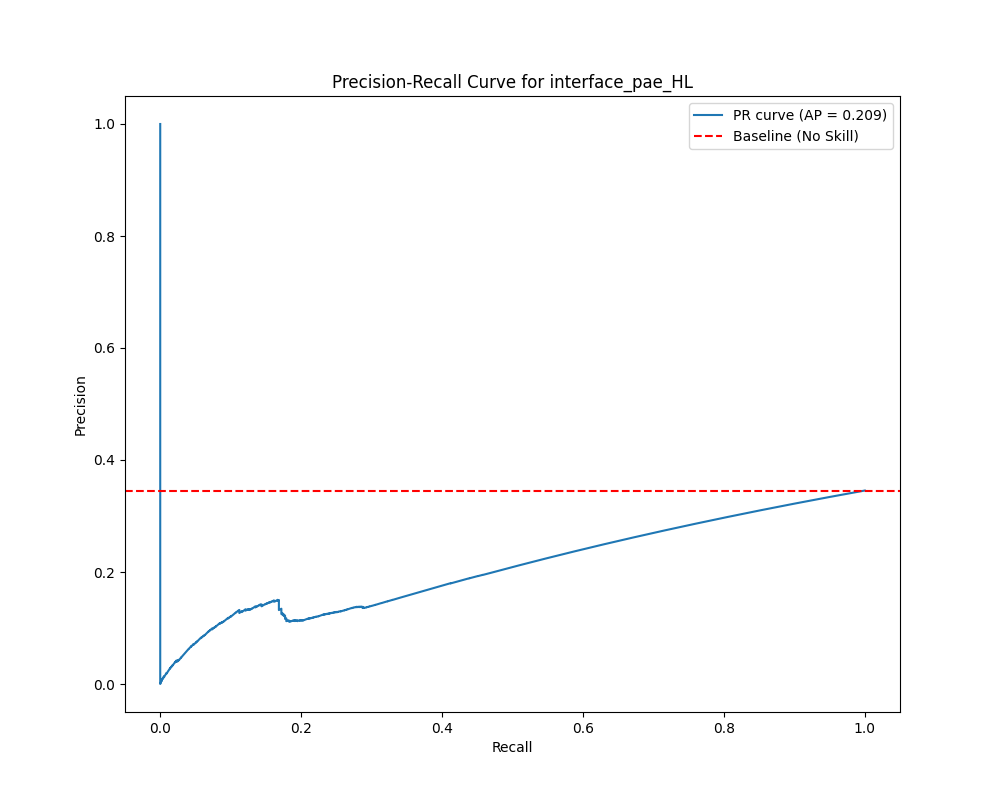 Precision-Recall Curve for interface_pae_HL
PR curve (AP = 0.209)
Baseline (No Skill)
1.0
0.8
0.6
0.4
0.2
0.0
Precision
0.0 0.2 0.4 0.6 0.8 1.0
Recall